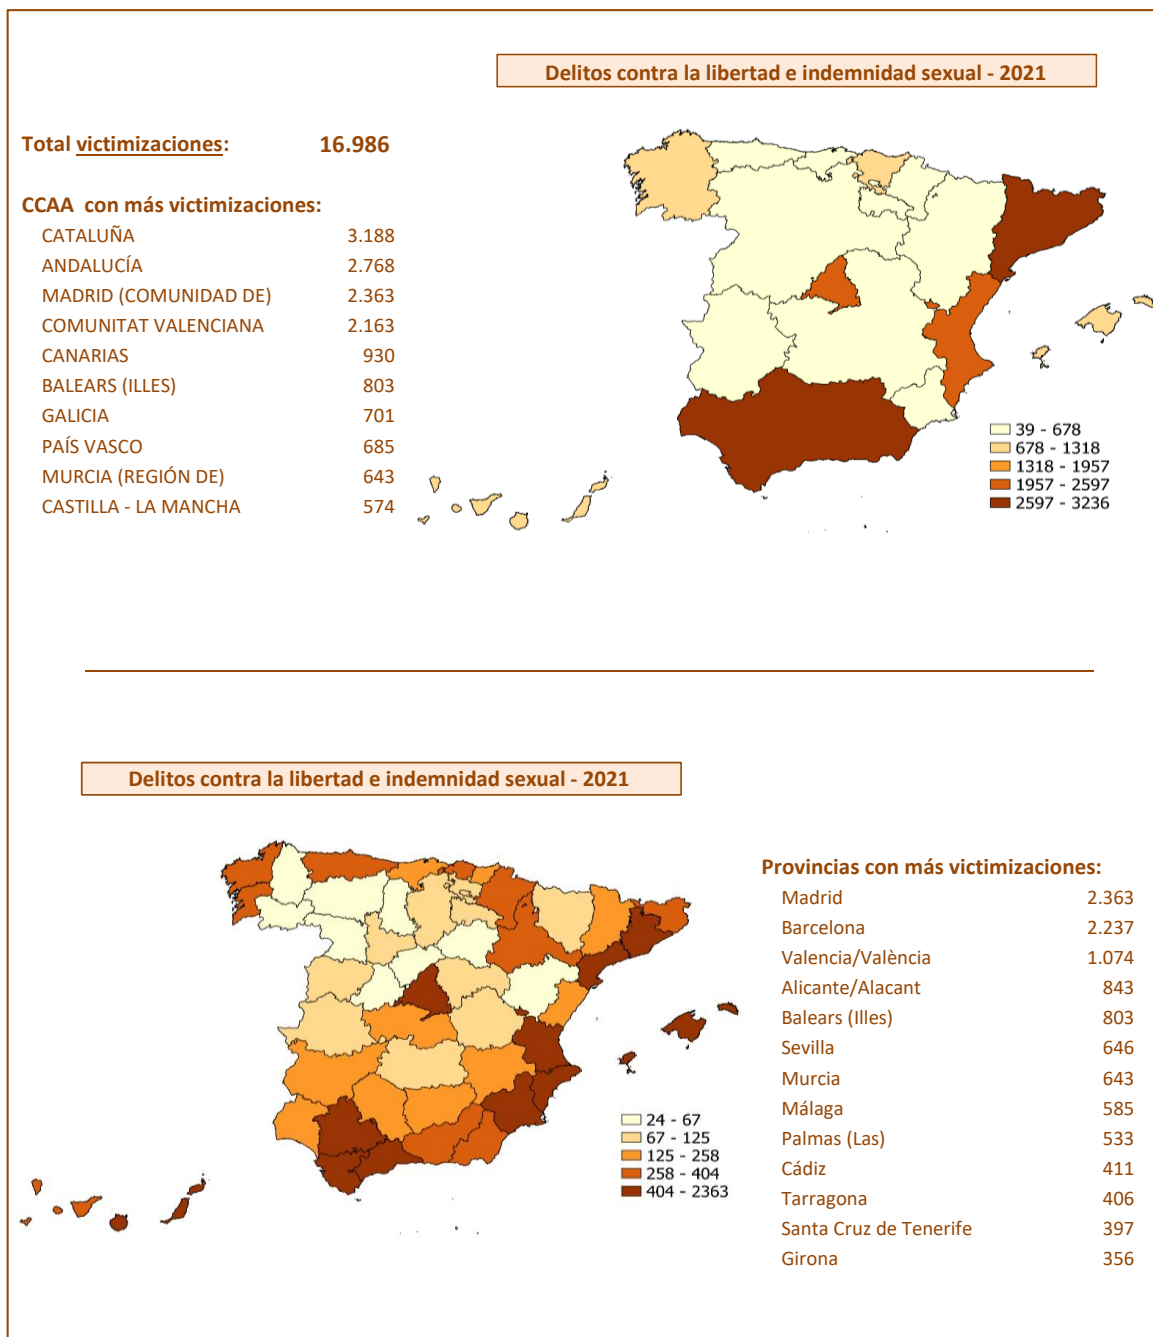 Delitos contra la libertad e indemnidad sexual - 2021
Total victimizaciones: 16.986
CCAA con más victimizaciones:
CATALUÑA 3.188
ANDALUCÍA 2.768
MADRID (COMUNIDAD DE) 2.363
COMUNITAT VALENCIANA 2.163
CANARIAS 930
BALEARS (ILLES) 803
GALICIA 701
PAÍS VASCO 685
MURCIA (REGIÓN DE) 643
CASTILLA - LA MANCHA 574
39 - 678
678 - 1318
1318 - 1957
1957 - 2597
2597 - 3236
Delitos contra la libertad e indemnidad sexual - 2021
Provincias con más victimizaciones:
Madrid 2.363
Barcelona 2.237
Valencia/València 1.074
Alicante/Alacant 843
Balears (Illes) 803
Sevilla 646
Murcia 643
Málaga 585
Palmas (Las) 533
Cádiz 411
Tarragona 406
Santa Cruz de Tenerife 397
Girona 356
24 - 67
67 - 125
125 - 258
258 - 404
404 - 2363